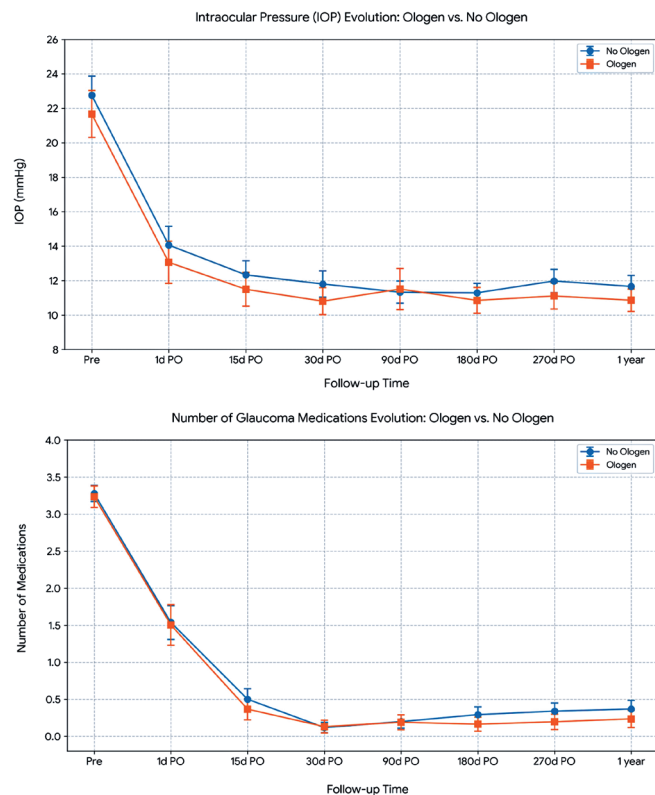 Intraocular Pressure (IOP) Evolution: Ologen vs. No Ologen
26
24
22
20
18
16
14
12
10
8
IOP (mmHg)
No Ologen
Ologen
Pre 1d PO 15d PO 30d PO 90d PO 180d PO 270d PO 1 year
Follow-up Time
Number of Glaucoma Medications Evolution: Ologen vs. No Ologen
4.0
3.5
3.0
2.5
2.0
1.5
1.0
0.5
0.0
Number of Medications
No Ologen
Ologen
Pre 1d PO 15d PO 30d PO 90d PO 180d PO 270d PO 1 year
Follow-up Time